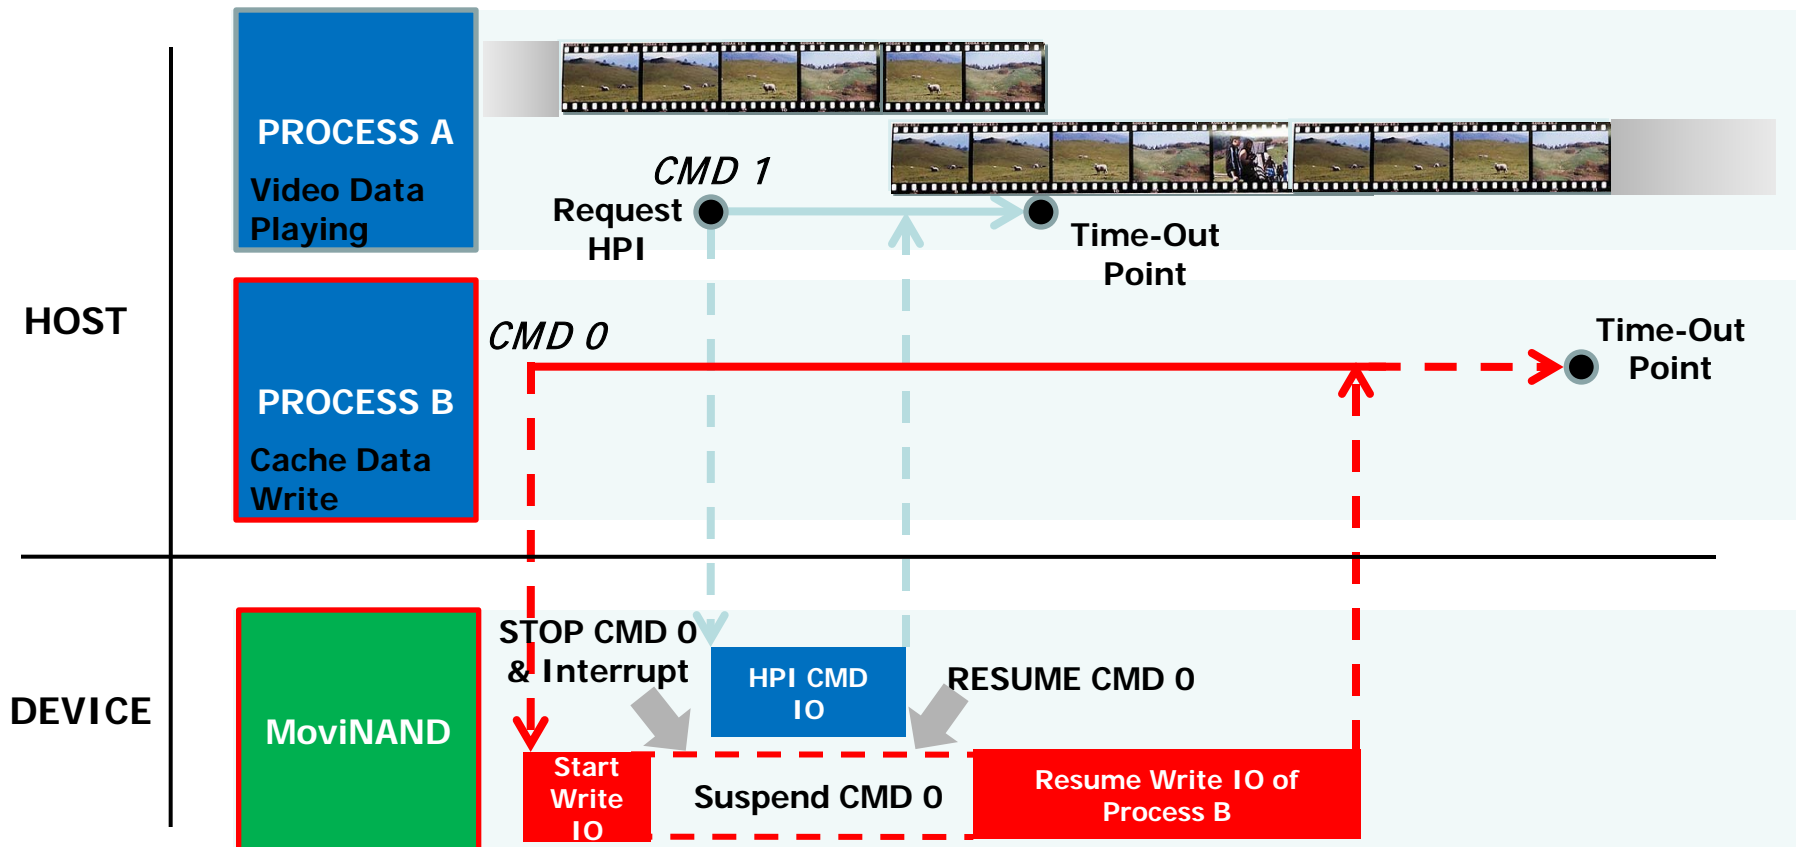 PROCESS A
Video Data
Playing
CMD 1
Request
HPI
Time-Out
Point
HOST
PROCESS B
Cache Data
Write
CMD 0
Time-Out
Point
DEVICE
MoviNAND
STOP CMD 0
& Interrupt
HPI CMD
IO
RESUME CMD 0
Start
Write
IO
Suspend CMD 0
Resume Write IO of
Process B